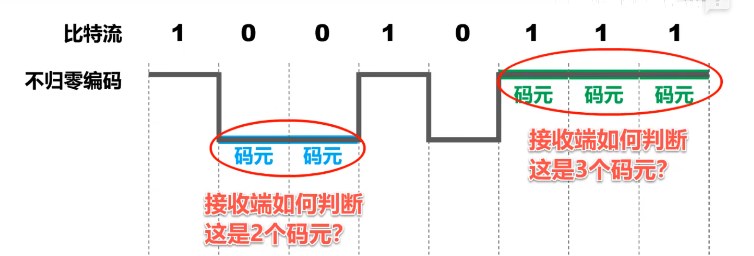 比特流 1 0 0 1 0 1 1 1
不归零编码
码元 码元 码元
码元 码元
接收端如何判断
这是3个码元？
接收端如何判断
这是2个码元？